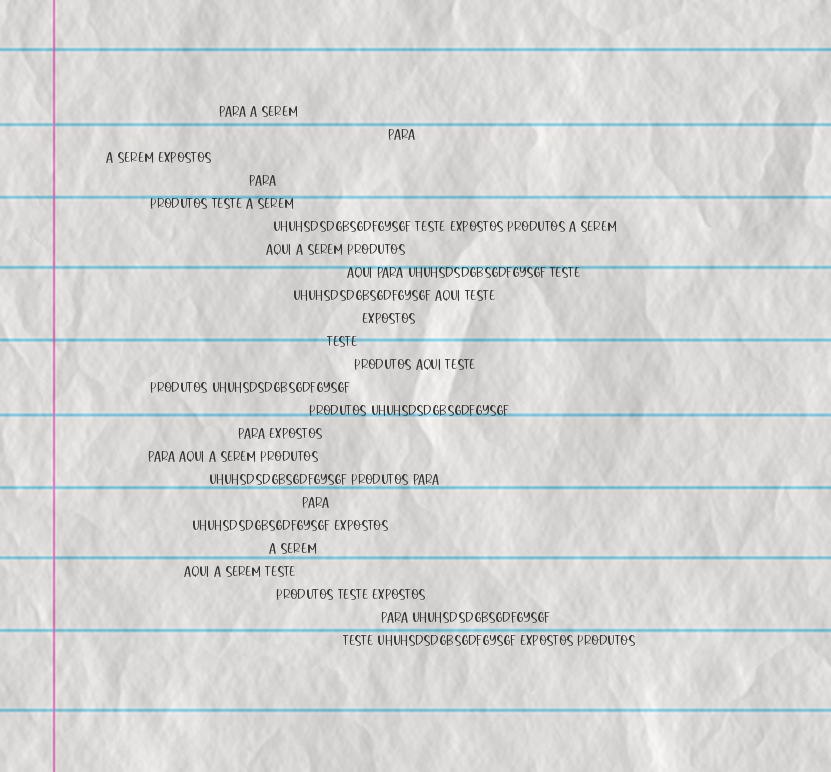 PARA A SEREM
PARA
A SEREM EXPOSTOS
PARA
PRODUTOS TESTE A SEREM
UHUHSDSDGBSGDFGYSGF TESTE EXPOSTOS PRODUTOS A SEREM
AQUI A SEREM PRODUTOS
AQUI PARA UHUHSDSDGBSGDFGYSGF TESTE
UHUHSDSDGBSGDFGYSGF AQUI TESTE
EXPOSTOS
TESTE
PRODUTOS AQUI TESTE
PRODUTOS UHUHSDSDGBSGDFGYSGF
PRODUTOS UHUHSDSDGBSGDFGYSGF
PARA EXPOSTOS
PARA AQUI A SEREM PRODUTOS
UHUHSDSDGBSGDFGYSGF PRODUTOS PARA
PARA
UHUHSDSDGBSGDFGYSGF EXPOSTOS
A SEREM
AQUI A SEREM TESTE
PRODUTOS TESTE EXPOSTOS
PARA UHUHSDSDGBSGDFGYSGF
TESTE UHUHSDSDGBSGDFGYSGF EXPOSTOS PRODUTOS